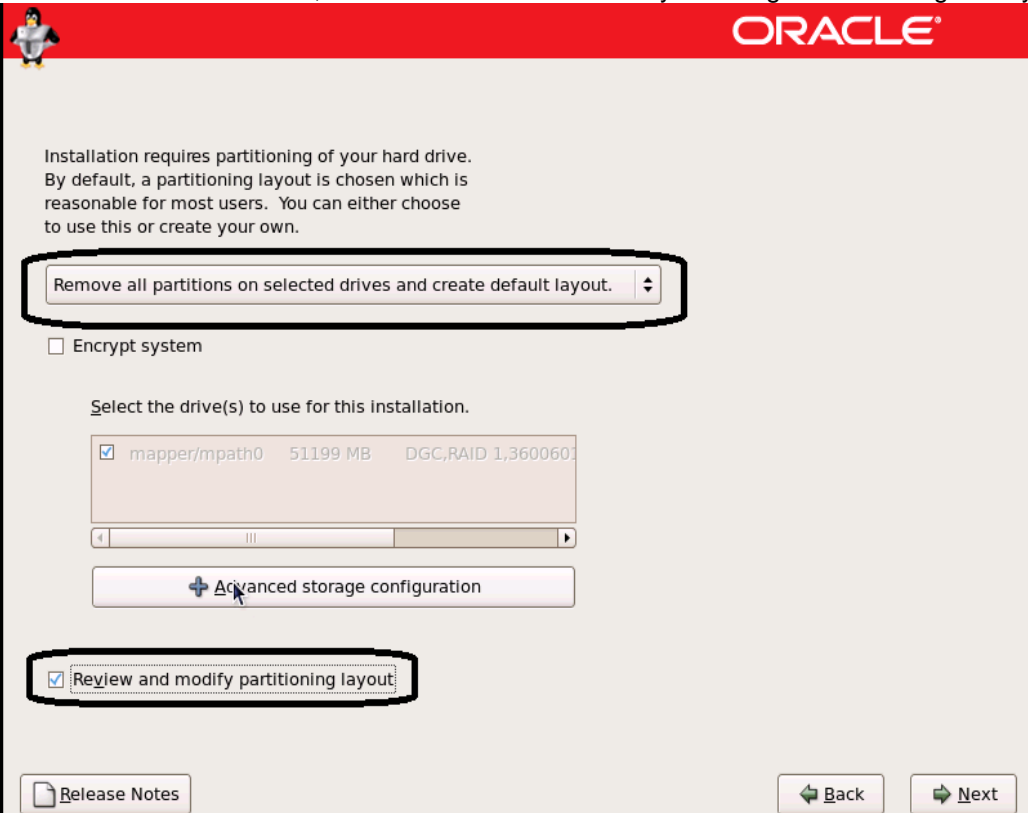 ORACLE®
Installation requires partitioning of your hard drive.
By default, a partitioning layout is chosen which is
reasonable for most users. You can either choose
to use this or create your own.
Remove all partitions on selected drives and create default layout.
Encrypt system
Select the drive(s) to use for this installation.
mapper/mpath0 51199 MB DGC,RAID 1,3600601
Advanced storage configuration
Review and modify partitioning layout
Release Notes
Back
Next